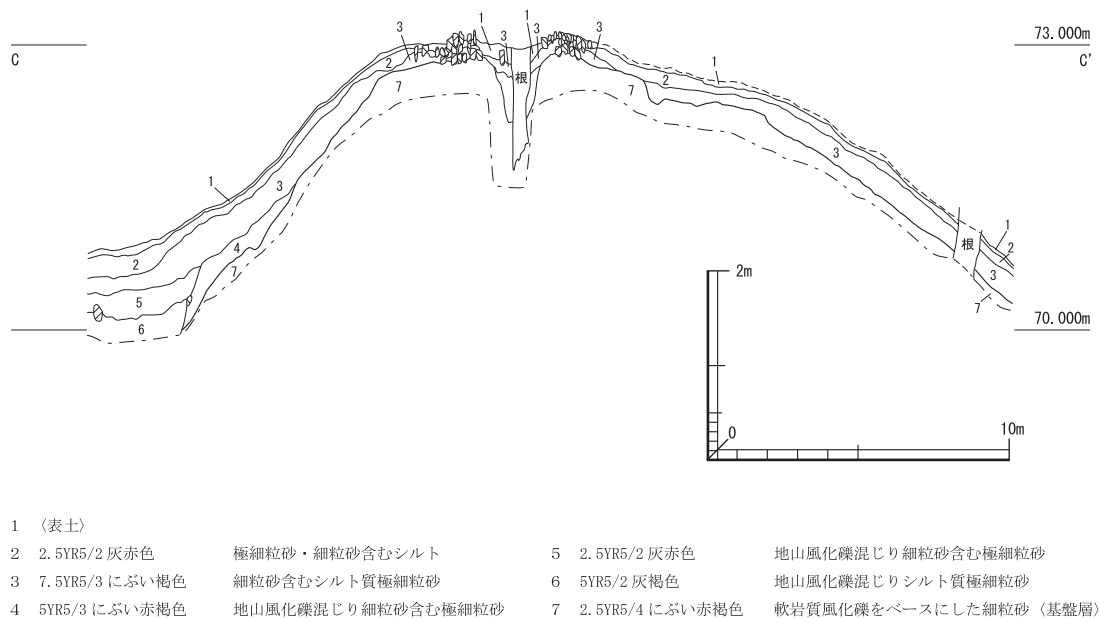 1 1 3 3 3 3 73.000m
C C'
根 1
2 2
7 7
1 3 3
根 1
4 2
2 7 3
2m
5 7
6 70.000m
0 10m
1 〈表土〉
2 2.5YR5/2 灰赤色 極細粒砂・細粒砂含むシルト
3 7.5YR5/3 にぶい褐色 細粒砂含むシルト質極細粒砂
4 5YR5/3 にぶい赤褐色 地山風化礫混じり細粒砂含む極細粒砂
5 2.5YR5/2 灰赤色 地山風化礫混じり細粒砂含む極細粒砂
6 5YR5/2 灰褐色 地山風化礫混じりシルト質極細粒砂
7 2.5YR5/4 にぶい赤褐色 軟岩質風化礫をベースにした細粒砂〈基盤層〉